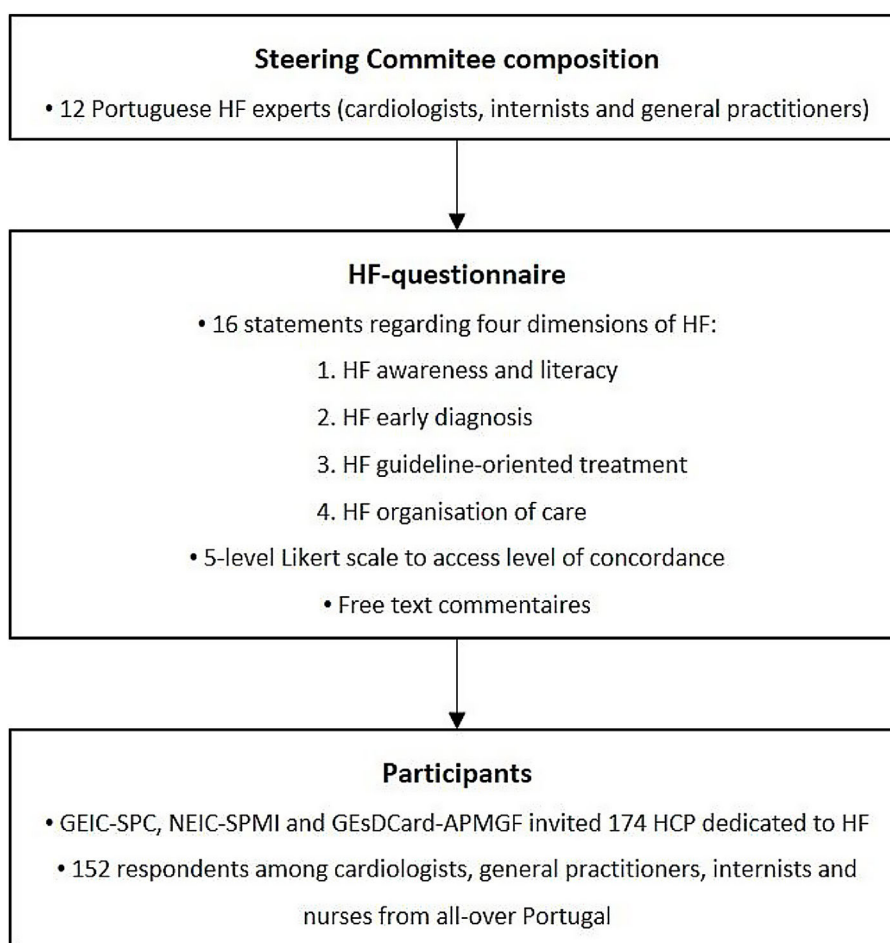 Steering Commitee composition
• 12 Portuguese HF experts (cardiologists, internists and general practitioners)
HF-questionnaire
• 16 statements regarding four dimensions of HF:
1. HF awareness and literacy
2. HF early diagnosis
3. HF guideline-oriented treatment
4. HF organisation of care
• 5-level Likert scale to access level of concordance
• Free text commentaires
Participants
• GEIC-SPC, NEIC-SPMI and GEsDCard-APMGF invited 174 HCP dedicated to HF
• 152 respondents among cardiologists, general practitioners, internists and
nurses from all-over Portugal